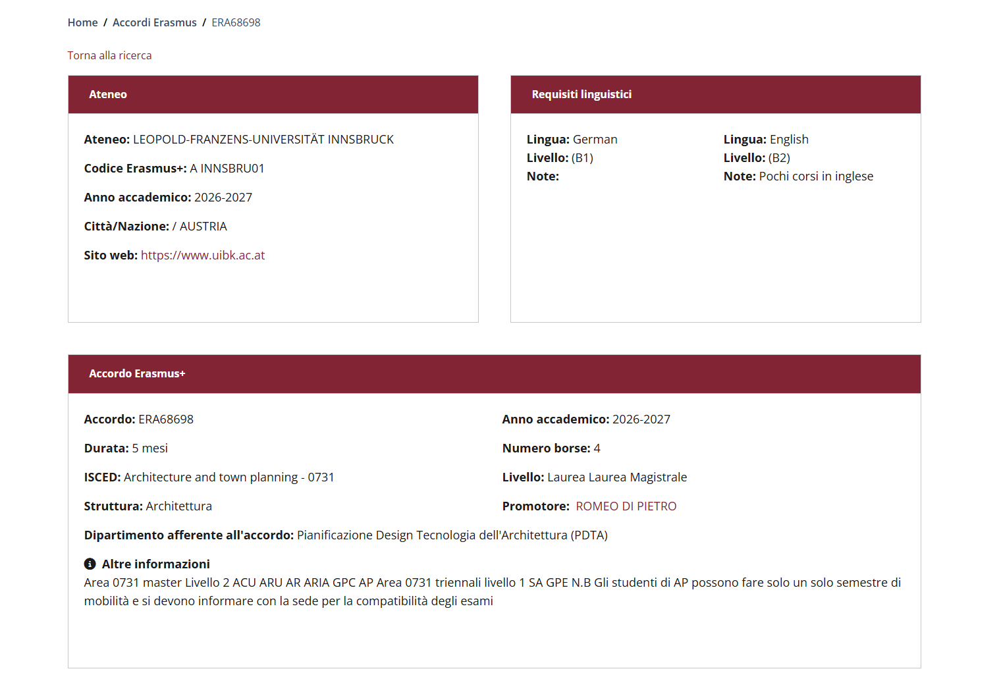 Home / Accordi Erasmus / ERA68698
Torna alla ricerca
Ateneo
Ateneo: LEOPOLD-FRANZENS-UNIVERSITÄT INNSBRUCK
Codice Erasmus+: A INNSBRU01
Anno accademico: 2026-2027
Città/Nazione: / AUSTRIA
Sito web: https://www.uibk.ac.at
Requisiti linguistici
Lingua: German
Livello: (B1)
Note:
Lingua: English
Livello: (B2)
Note: Pochi corsi in inglese
Accordo Erasmus+
Accordo: ERA68698
Anno accademico: 2026-2027
Durata: 5 mesi
Numero borse: 4
ISCED: Architecture and town planning - 0731
Livello: Laurea Laurea Magistrale
Struttura: Architettura
Promotore: ROMEO DI PIETRO
Dipartimento afferente all'accordo: Pianificazione Design Tecnologia dell'Architettura (PDTA)
Altre informazioni
Area 0731 master Livello 2 ACU ARU AR ARIA GPC AP Area 0731 triennali livello 1 SA GPE N.B Gli studenti di AP possono fare solo un solo semestre di
mobilità e si devono informare con la sede per la compatibilità degli esami